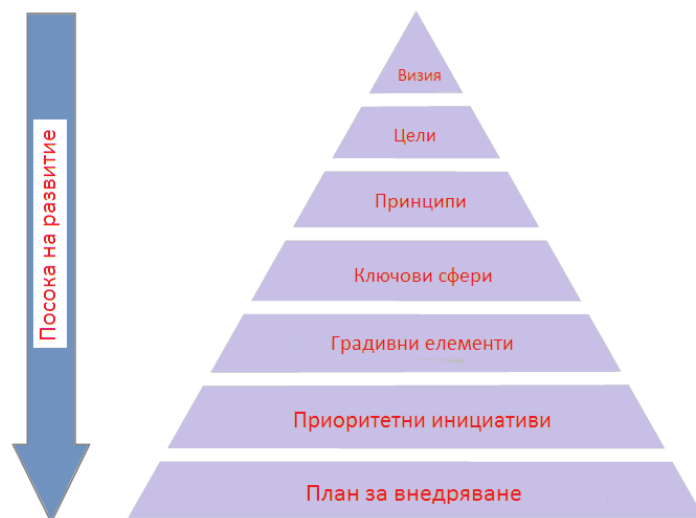 Визия
Цели
Принципи
Ключови сфери
Градивни елементи
Приоритетни инициативи
План за внедряване
Посока на развитие